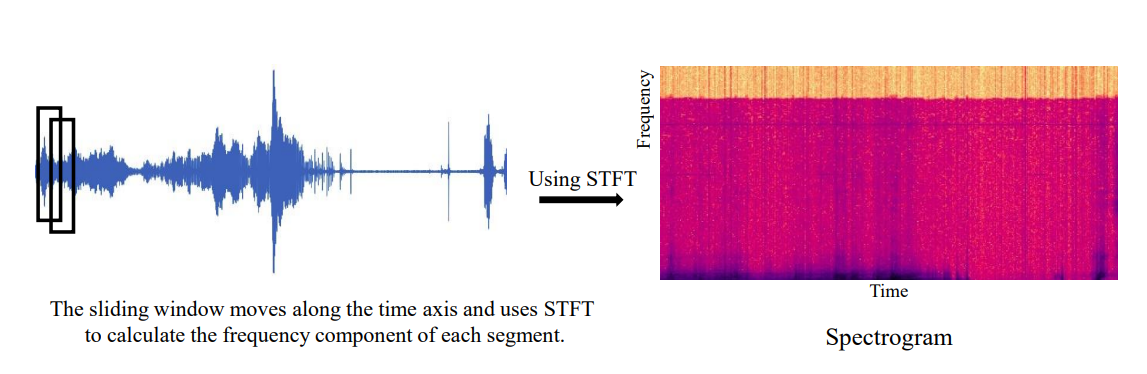 Using STFT
The sliding window moves along the time axis and uses STFT
to calculate the frequency component of each segment.
Frequency
Time
Spectrogram